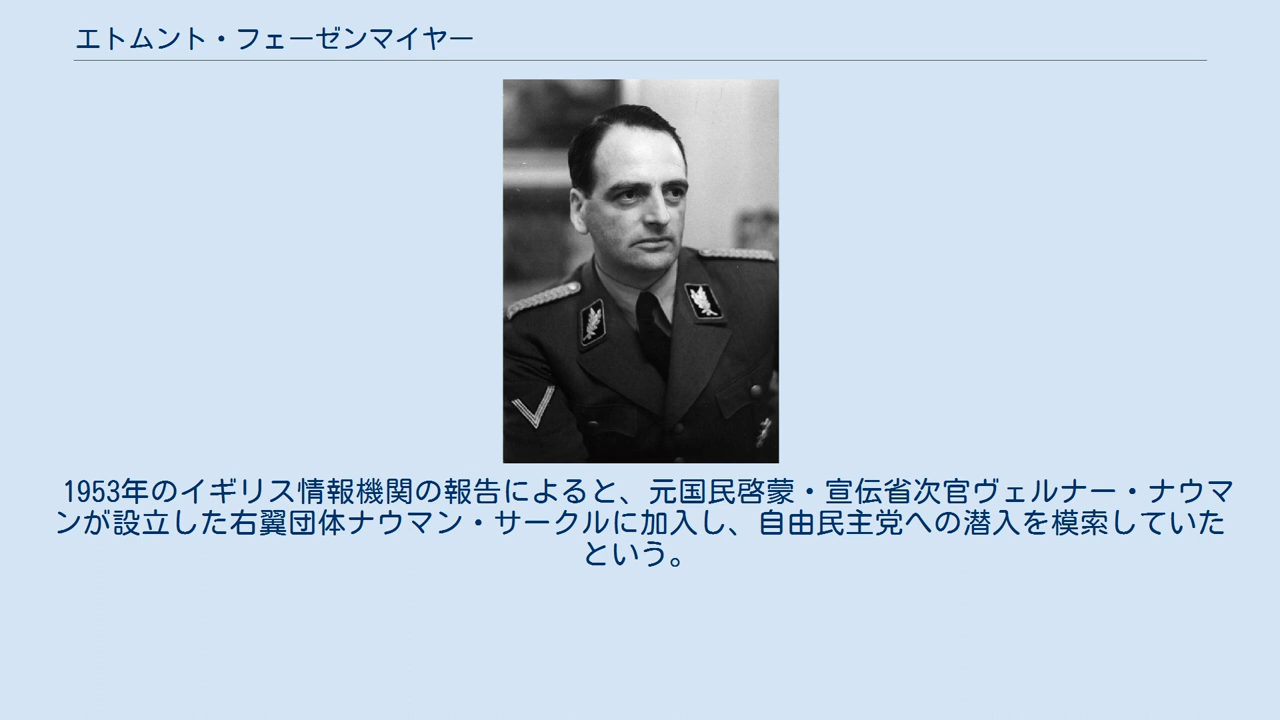 エトムント・フェーゼンマイヤー
1953年のイギリス情報機関の報告によると、元国民啓蒙・宣伝省次官ヴェルナー・ナウマ
ンが設立した右翼団体ナウマン・サークルに加入し、自由民主党への潜入を模索していた
という。